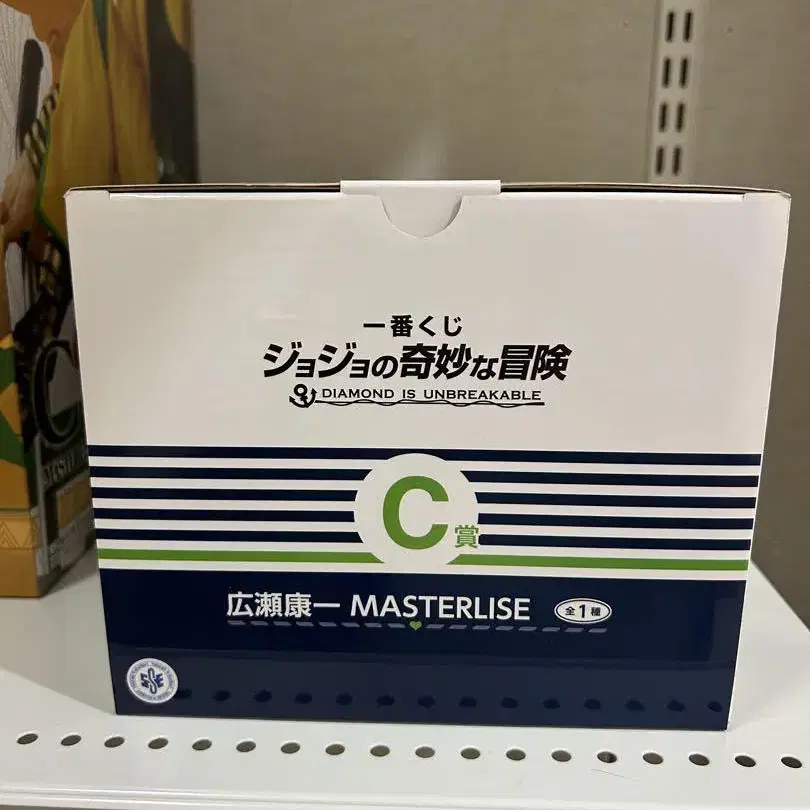 一番くじ
ジョジョの奇妙な冒険
DIAMOND IS UNBREAKABLE
C賞
広瀬康一 MASTERLISE
全1種
C